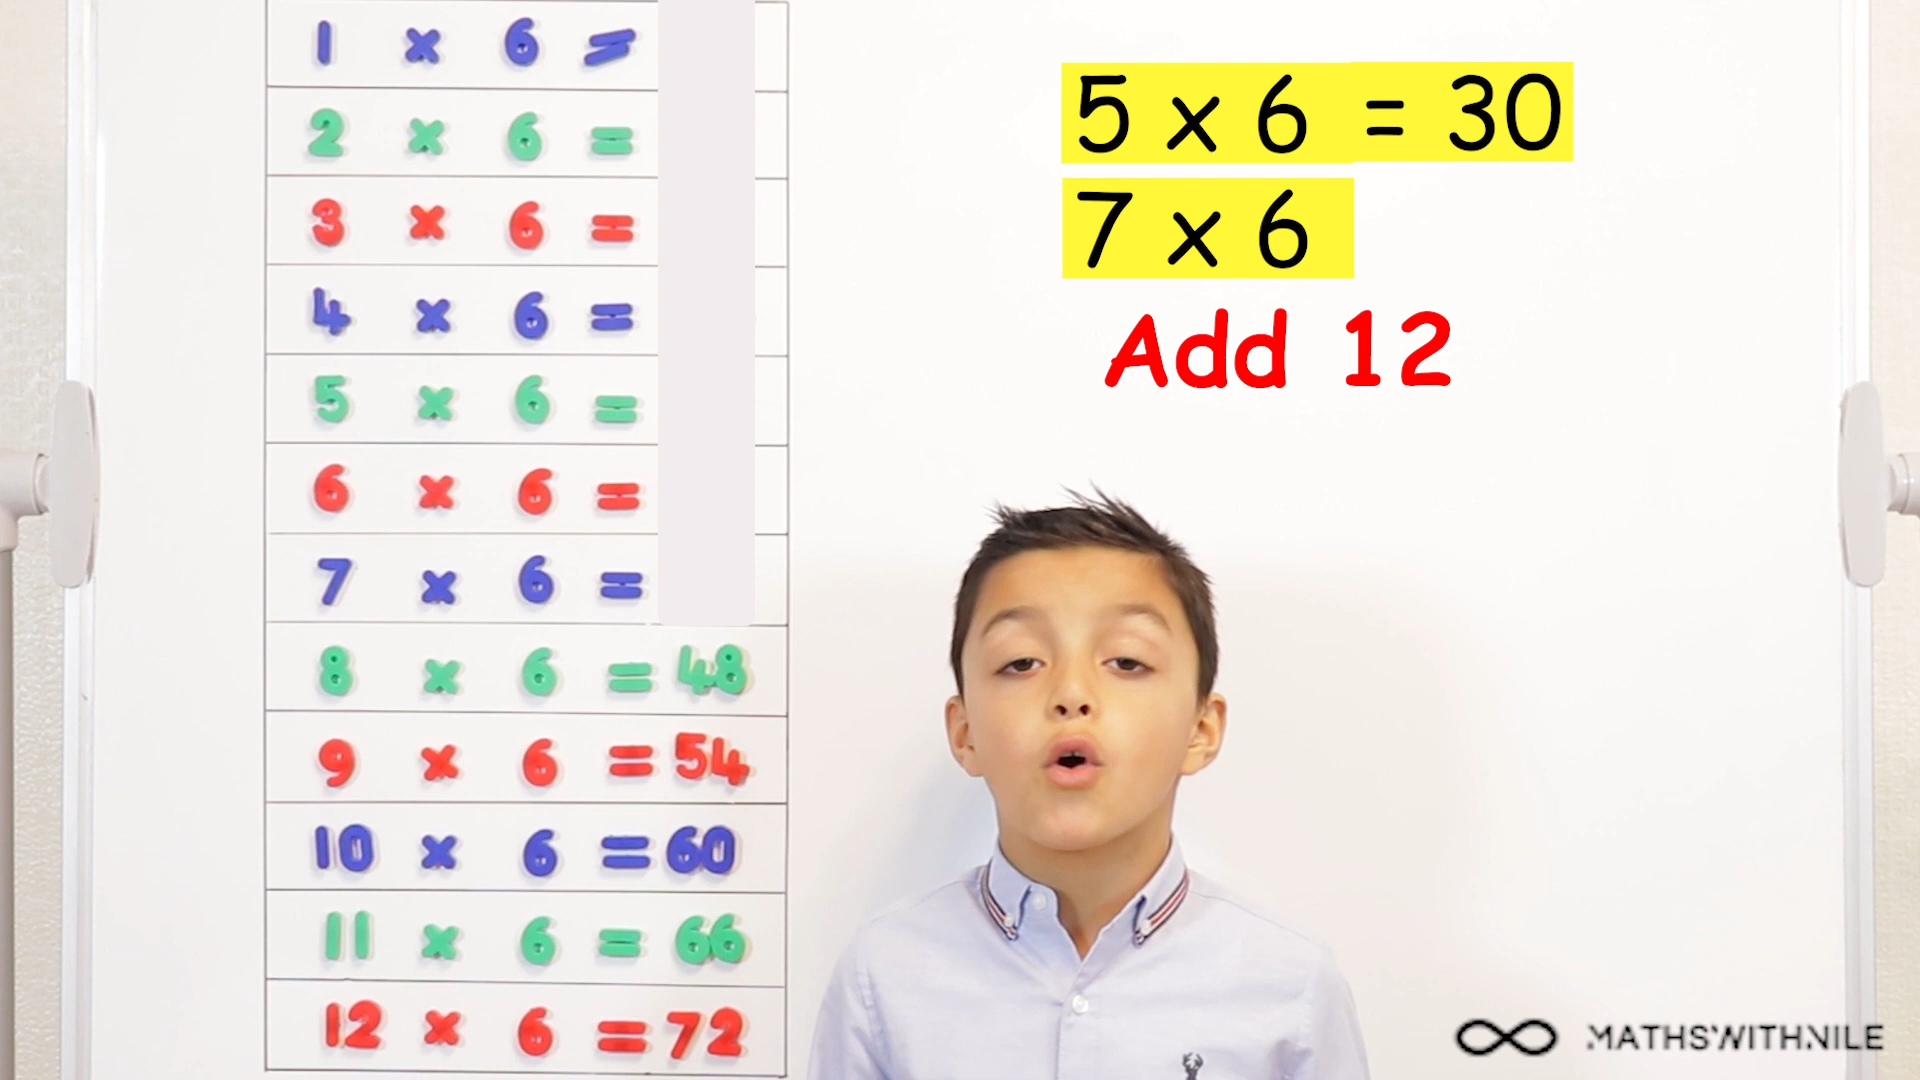 1 x 6 =
2 x 6 =
3 x 6 =
4 x 6 =
5 x 6 =
6 x 6 =
7 x 6 =
8 x 6 = 48
9 x 6 = 54
10 x 6 = 60
11 x 6 = 66
12 x 6 = 72
5 x 6 = 30
7 x 6
Add 12
MATHSWITHNILE